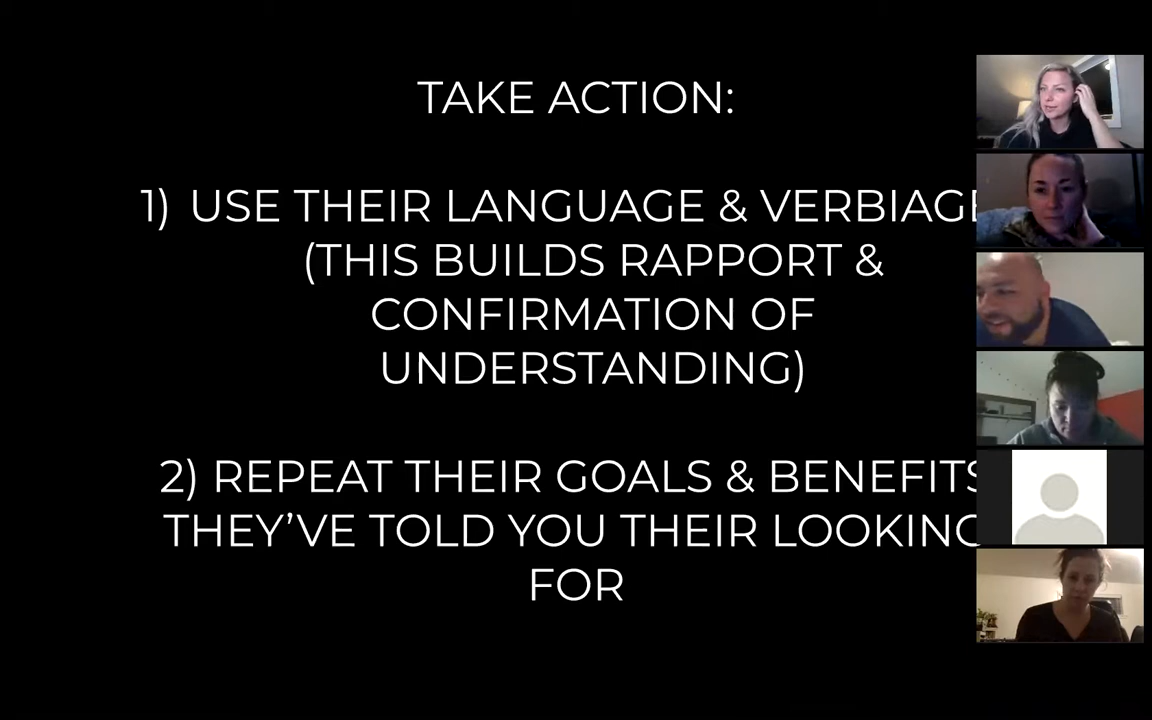 TAKE ACTION:
1) USE THEIR LANGUAGE & VERBIAGE
(THIS BUILDS RAPPORT &
CONFIRMATION OF
UNDERSTANDING)
2) REPEAT THEIR GOALS & BENEFITS
THEY'VE TOLD YOU THEIR LOOKING
FOR